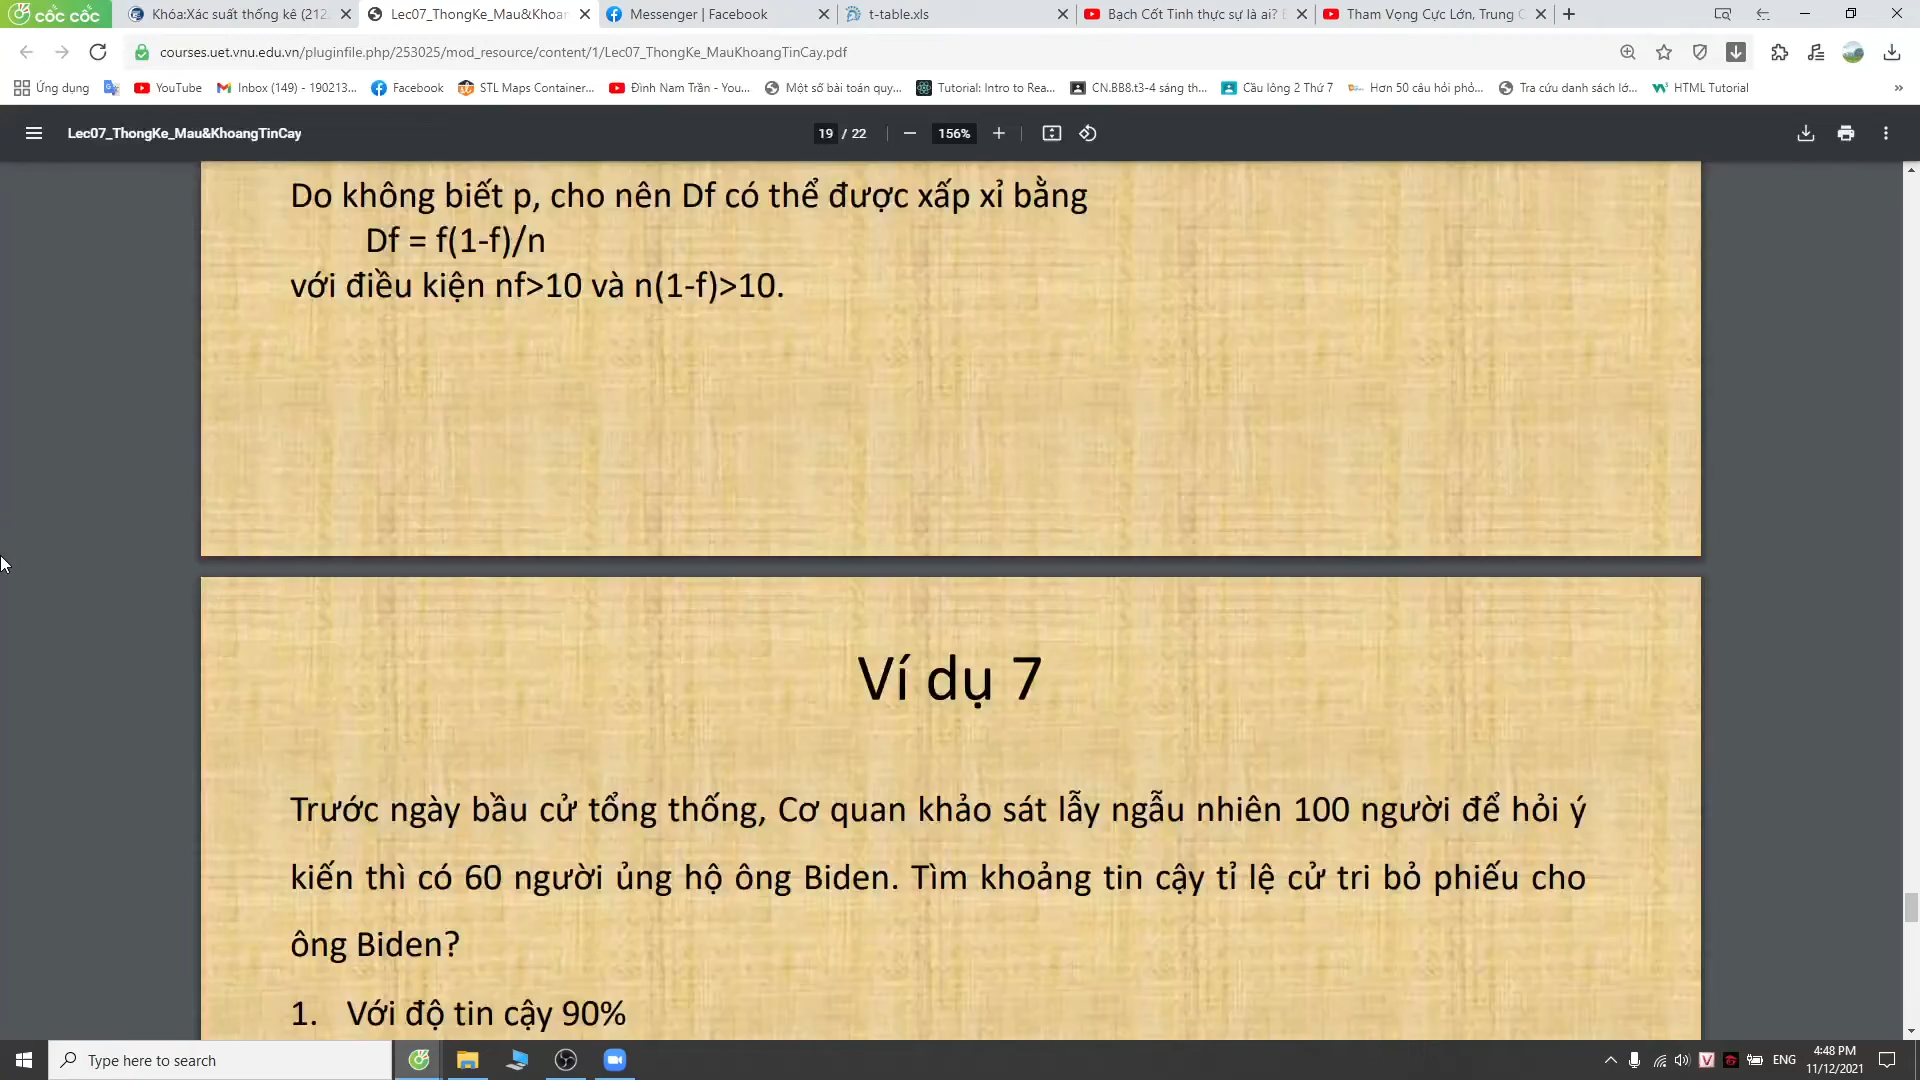 cốc cốc
Khóa:Xác suất thống kê (212
Lec07_ThongKe_Mau&Khoan
Messenger | Facebook
t-table.xls
Bạch Cốt Tinh thực sự là ai?
Tham Vọng Cực Lớn, Trung
courses.uet.vnu.edu.vn/pluginfile.php/253025/mod_resource/content/1/Lec07_ThongKe_MauKhoangTinCay.pdf
Ứng dụng
YouTube
Inbox (149) - 190213...
Facebook
STL Maps Container...
Đình Nam Trần - You...
Một số bài toán quy...
Tutorial: Intro to Rea...
CN.BB8.t3-4 sáng th...
Cầu lông 2 Thứ 7
Hơn 50 câu hỏi phỏ...
Tra cứu danh sách lớ...
HTML Tutorial
»
Lec07_ThongKe_Mau&KhoangTinCay
19 / 22
156%
Do không biết p, cho nên Df có thể được xấp xỉ bằng
Df = f(1-f)/n
với điều kiện nf>10 và n(1-f)>10.
Ví dụ 7
Trước ngày bầu cử tổng thống, Cơ quan khảo sát lẫy ngẫu nhiên 100 người để hỏi ý
kiến thì có 60 người ủng hộ ông Biden. Tìm khoảng tin cậy tỉ lệ cử tri bỏ phiếu cho
ông Biden?
1. Với độ tin cậy 90%
Type here to search
ENG
4:48 PM
11/12/2021